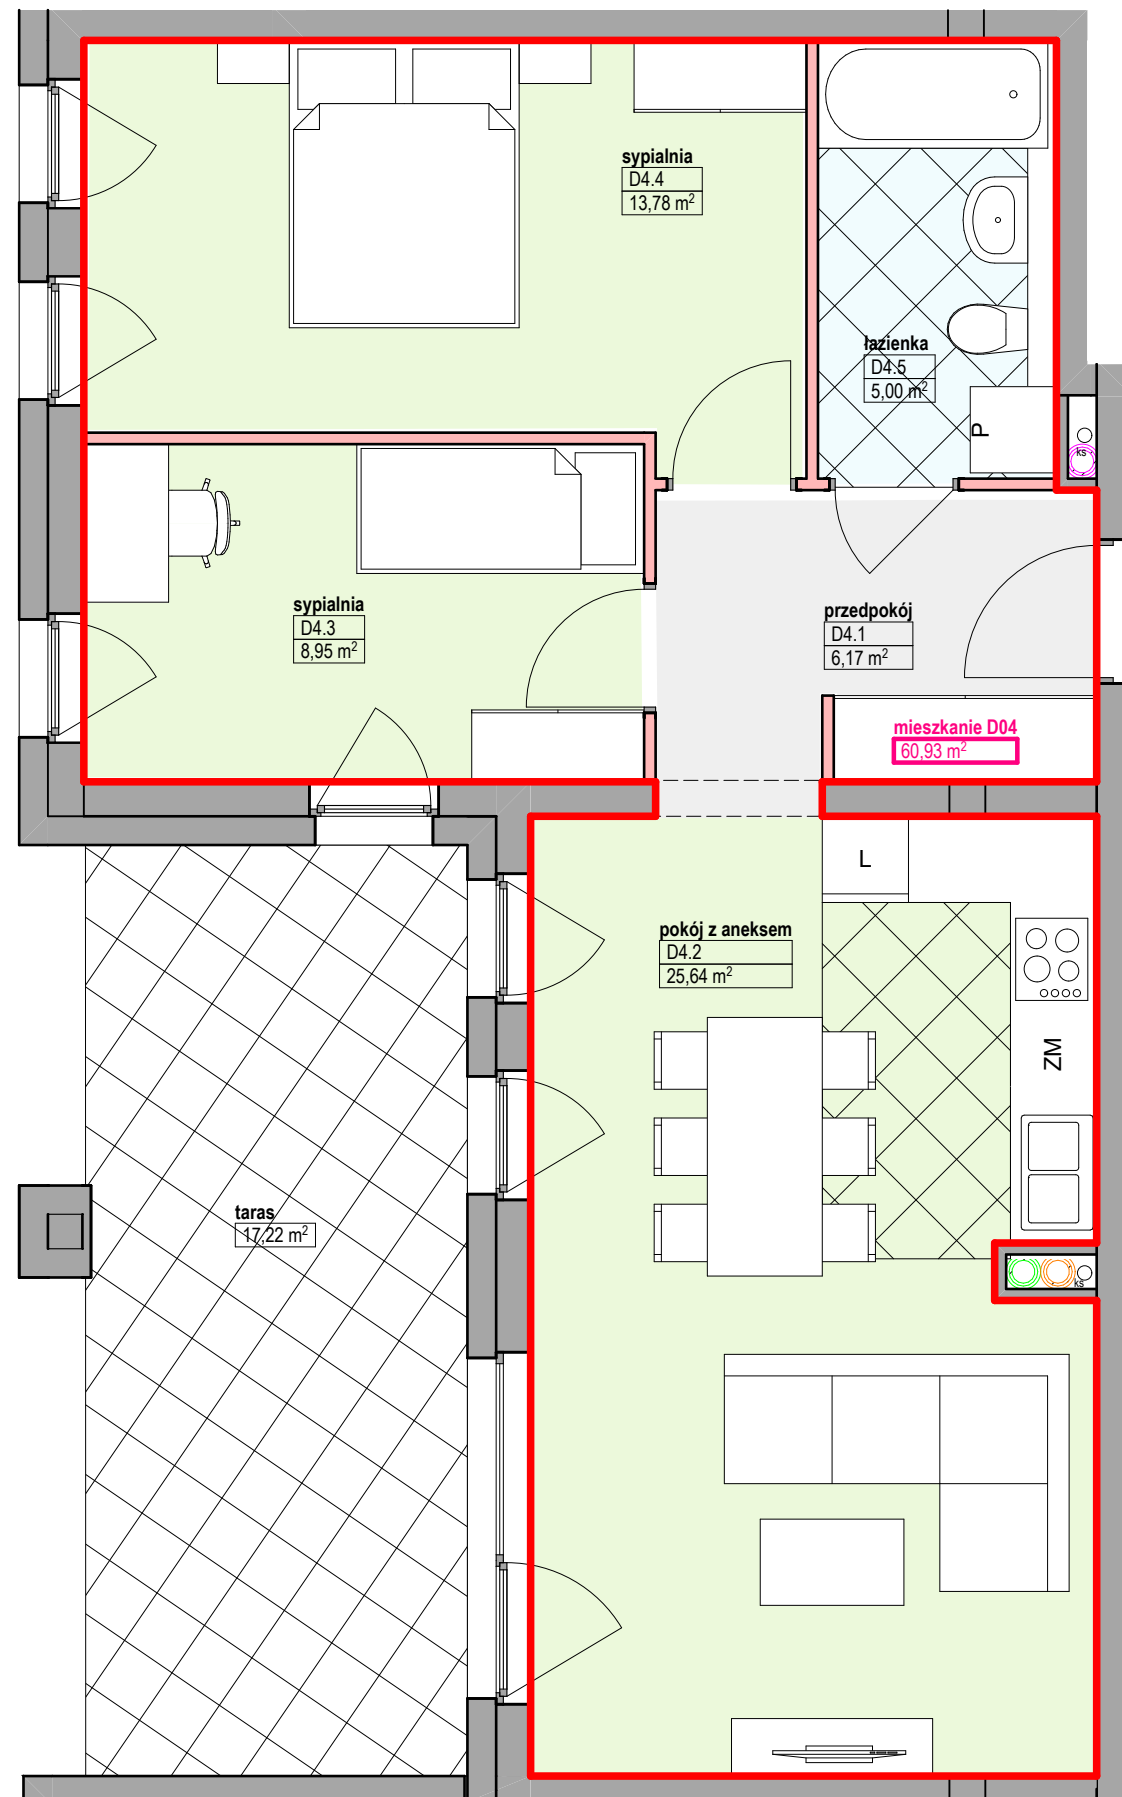 sypialnia
D4.4
13,78 m²
łazienka
D4.5
5,00 m²
P
ks
sypialnia
D4.3
8,95 m²
przedpokój
D4.1
6,17 m²
mieszkanie D04
60,93 m²
L
pokój z aneksem
D4.2
25,64 m²
ZM
taras
17,22 m²
ks